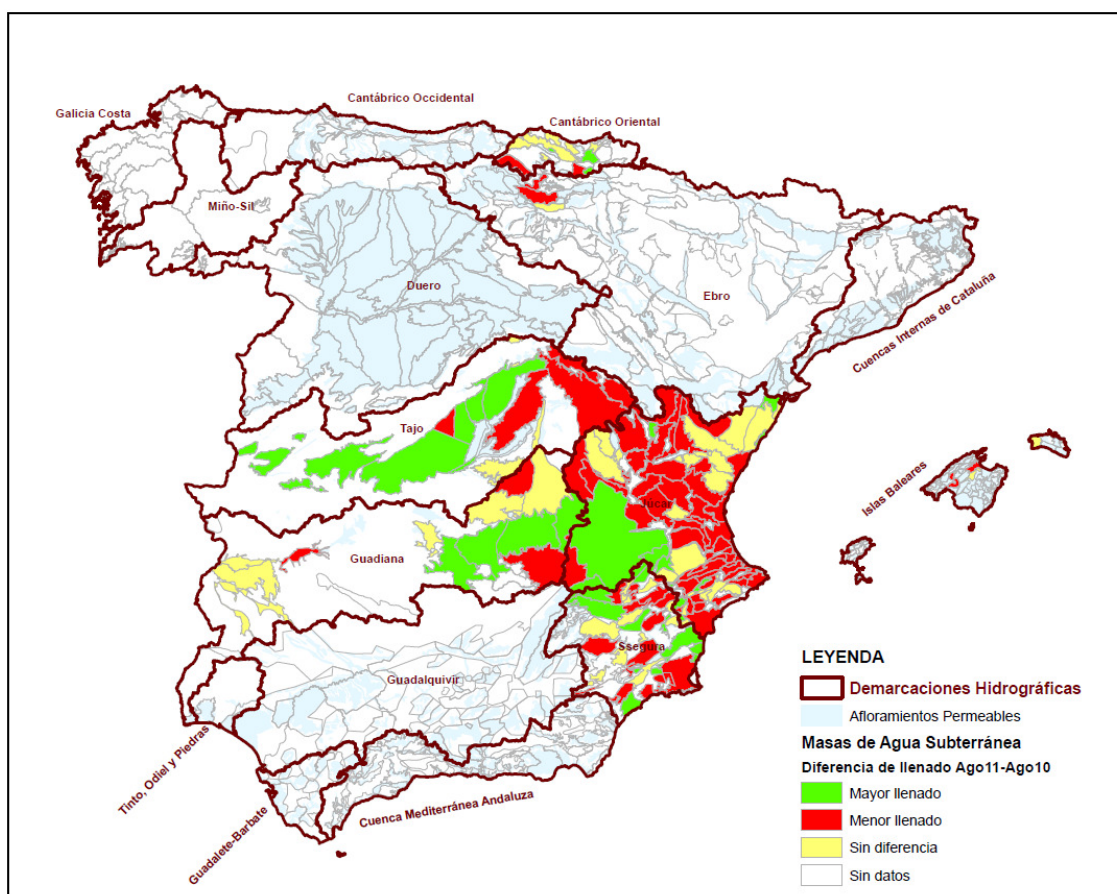 Cantábrico Occidental
Galicia Costa
Cantábrico Oriental
Miño-Sil
Duero
Ebro
Cuencas Internas de Cataluña
Tajo
Islas Baleares
Júcar
Guadiana
Ssegura
Guadalquivir
Tinto, Odiel y Piedras
Guadalete-Barbate
Cuenca Mediterránea Andaluza
LEYENDA
Demarcaciones Hidrográficas
Afloramientos Permeables
Masas de Agua Subterránea
Diferencia de llenado Ago11-Ago10
Mayor llenado
Menor llenado
Sin diferencia
Sin datos